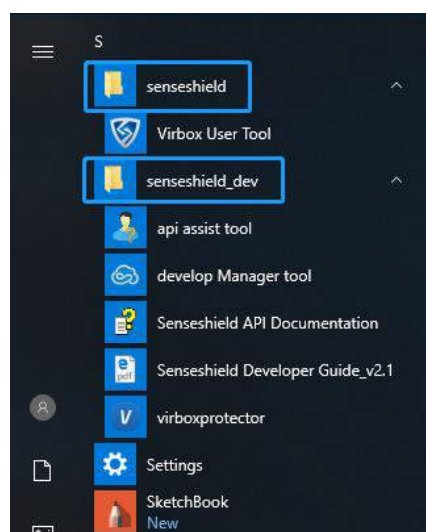 S
senseshield
Virbox User Tool
senseshield_dev
api assist tool
develop Manager tool
Senseshield API Documentation
Senseshield Developer Guide_v2.1
virboxprotector
Settings
SketchBook
New